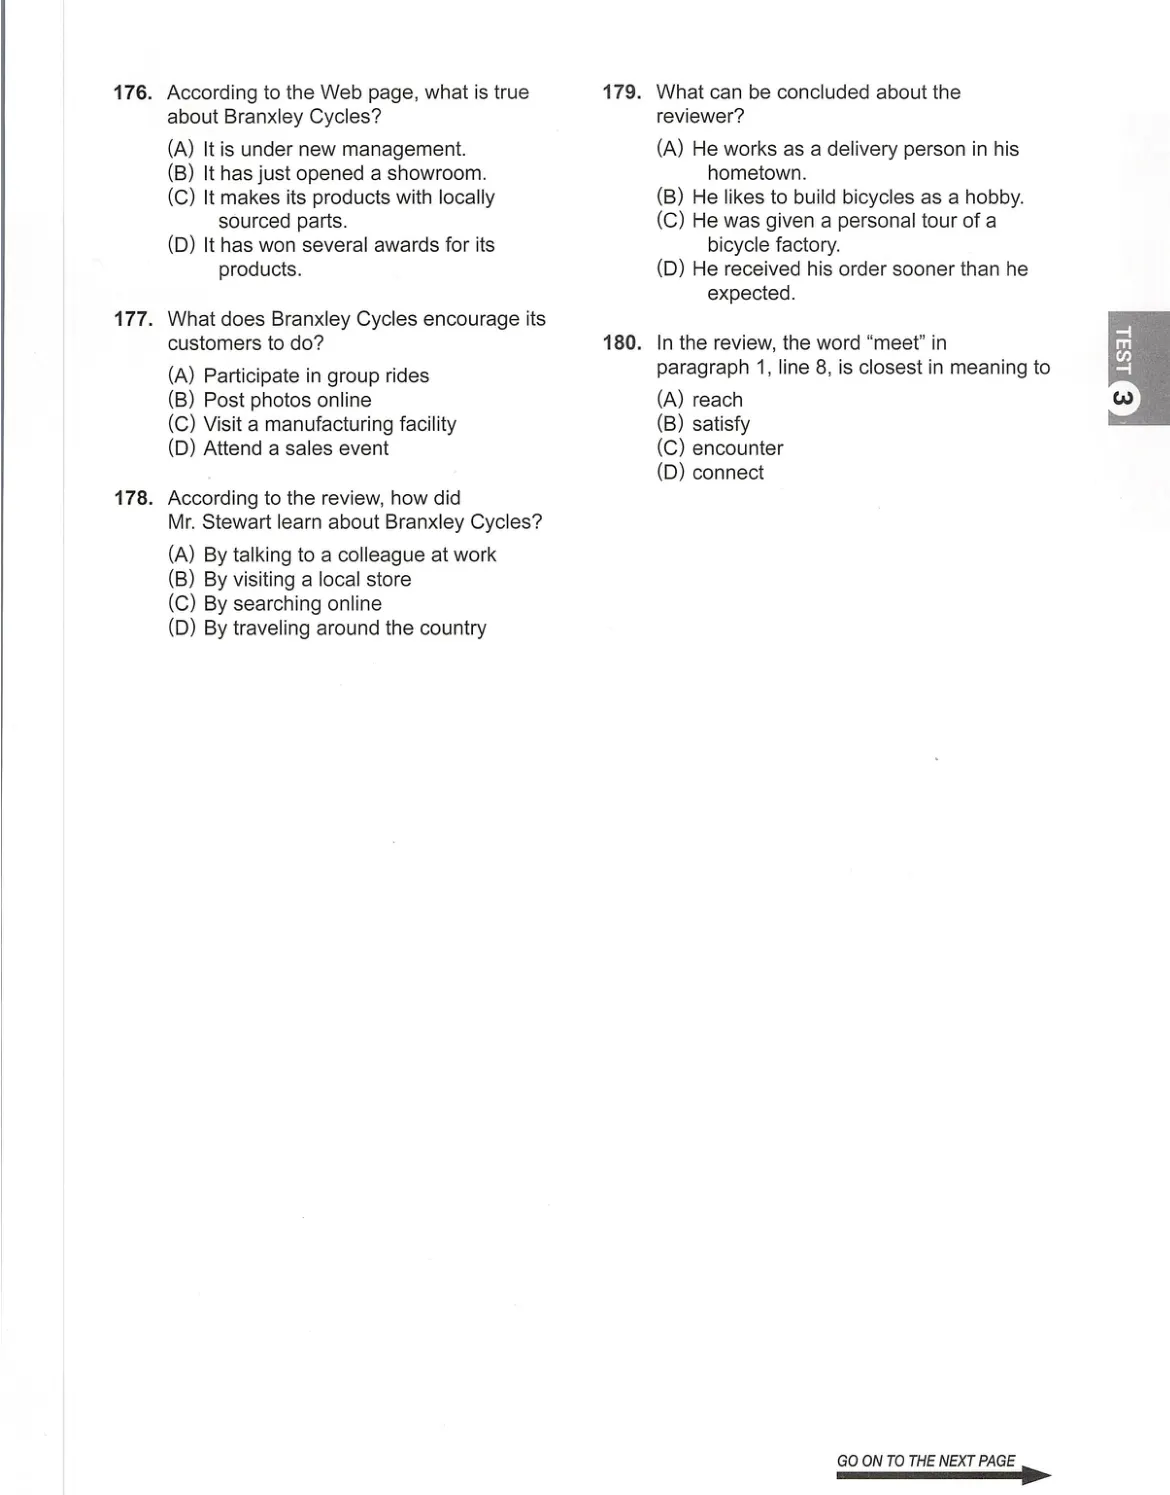 176. According to the Web page, what is true
about Branxley Cycles?
(A) It is under new management.
(B) It has just opened a showroom.
(C) It makes its products with locally
sourced parts.
(D) It has won several awards for its
products.
177. What does Branxley Cycles encourage its
customers to do?
(A) Participate in group rides
(B) Post photos online
(C) Visit a manufacturing facility
(D) Attend a sales event
178. According to the review, how did
Mr. Stewart learn about Branxley Cycles?
(A) By talking to a colleague at work
(B) By visiting a local store
(C) By searching online
(D) By traveling around the country
179. What can be concluded about the
reviewer?
(A) He works as a delivery person in his
hometown.
(B) He likes to build bicycles as a hobby.
(C) He was given a personal tour of a
bicycle factory.
(D) He received his order sooner than he
expected.
180. In the review, the word “meet” in
paragraph 1, line 8, is closest in meaning to
(A) reach
(B) satisfy
(C) encounter
(D) connect
TEST 3
GO ON TO THE NEXT PAGE